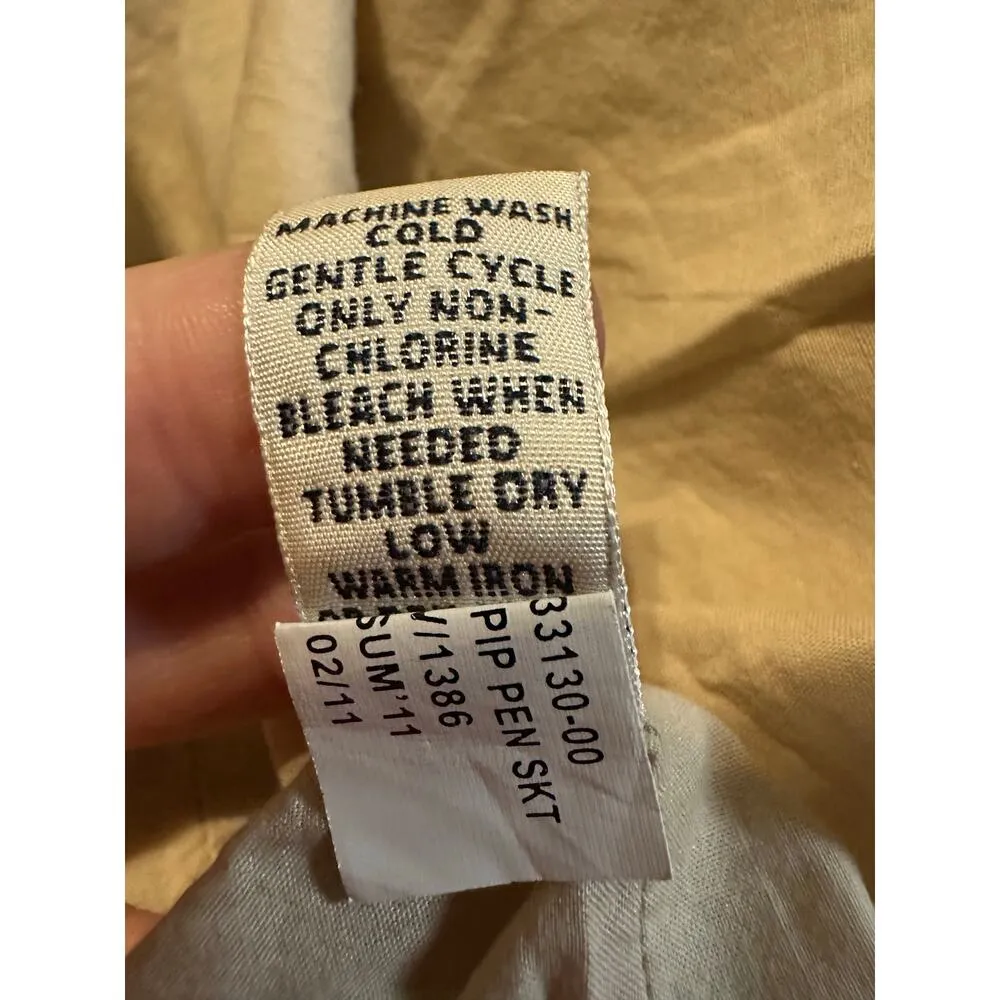 MACHINE WASH
COLD
GENTLE CYCLE
ONLY NON-
CHLORINE
BLEACH WHEN
NEEDED
TUMBLE DRY
LOW
WARM IRON
33130-00
PIP PEN SKT
V/1386
SUM'11
02/11